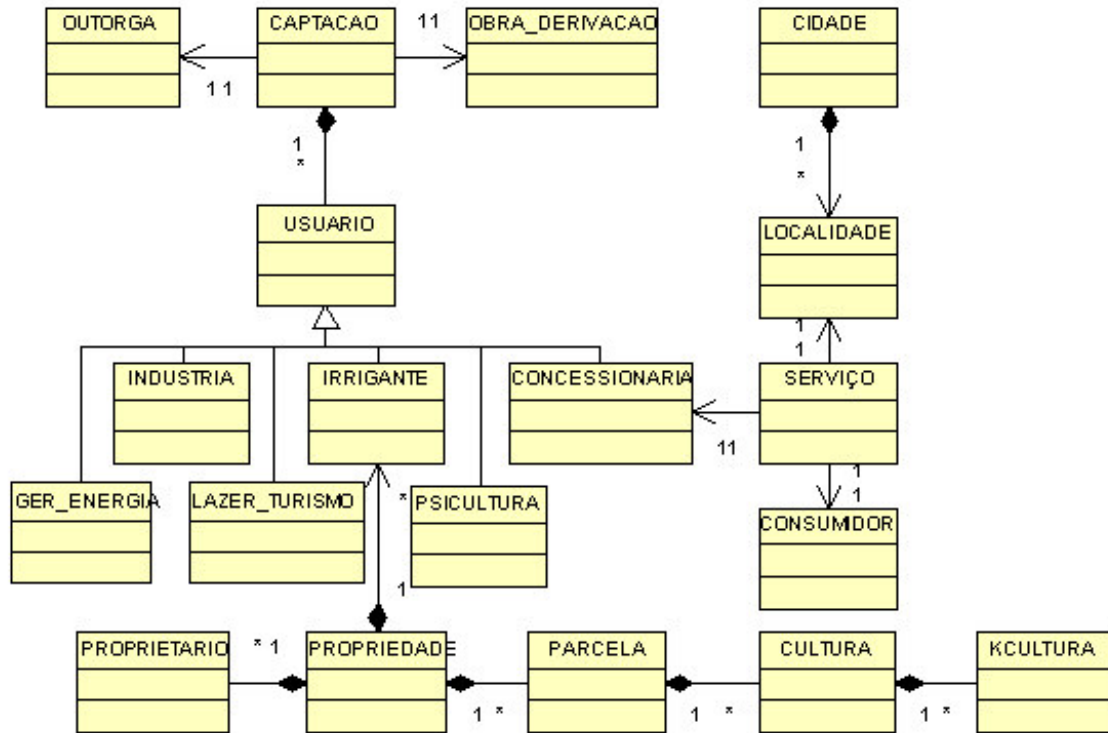 OUTORGA
CAPTACAO
11
OBRA_DERIVACAO
CIDADE
1 1
1
*
1
*
USUARIO
LOCALIDADE
1
1
INDUSTRIA
IRRIGANTE
CONCESSIONARIA
SERVIÇO
11
1
1
GER_ENERGIA
LAZER_TURISMO
*
PSICULTURA
CONSUMIDOR
1
PROPRIETARIO
* 1
PROPRIEDADE
PARCELA
CULTURA
KCULTURA
1 *
1 *
1 *